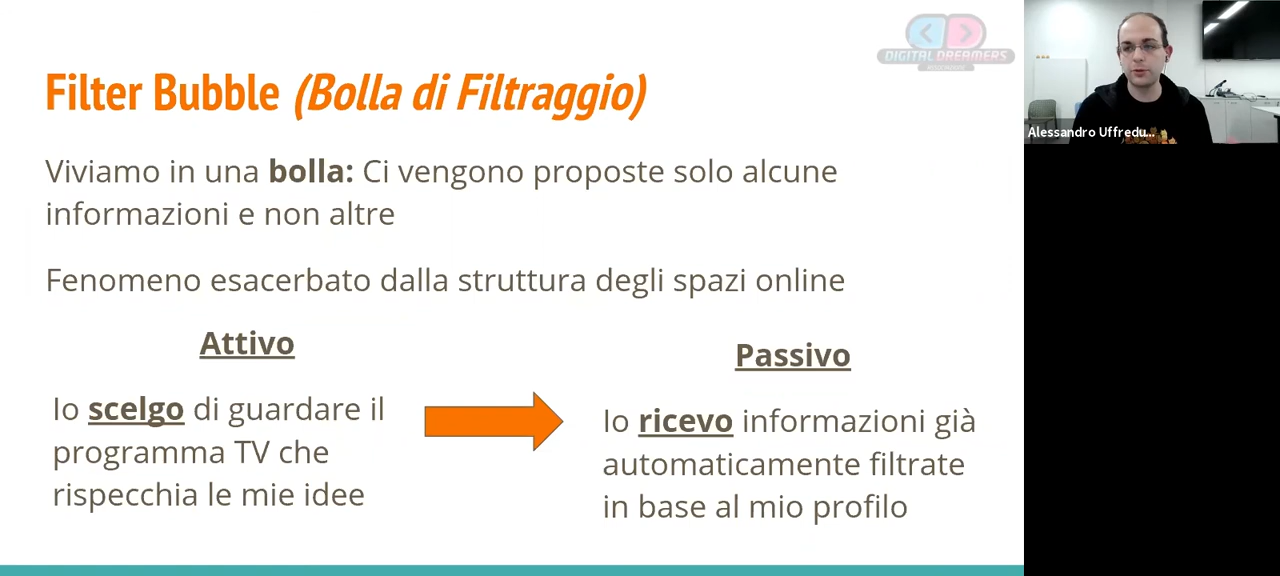 DIGITAL DREAMERS
Filter Bubble (Bolla di Filtraggio)
Alessandro Uffredu...
Viviamo in una bolla: Ci vengono proposte solo alcune
informazioni e non altre
Fenomeno esacerbato dalla struttura degli spazi online
Attivo
Io scelgo di guardare il
programma TV che
rispecchia le mie idee
Passivo
Io ricevo informazioni già
automaticamente filtrate
in base al mio profilo